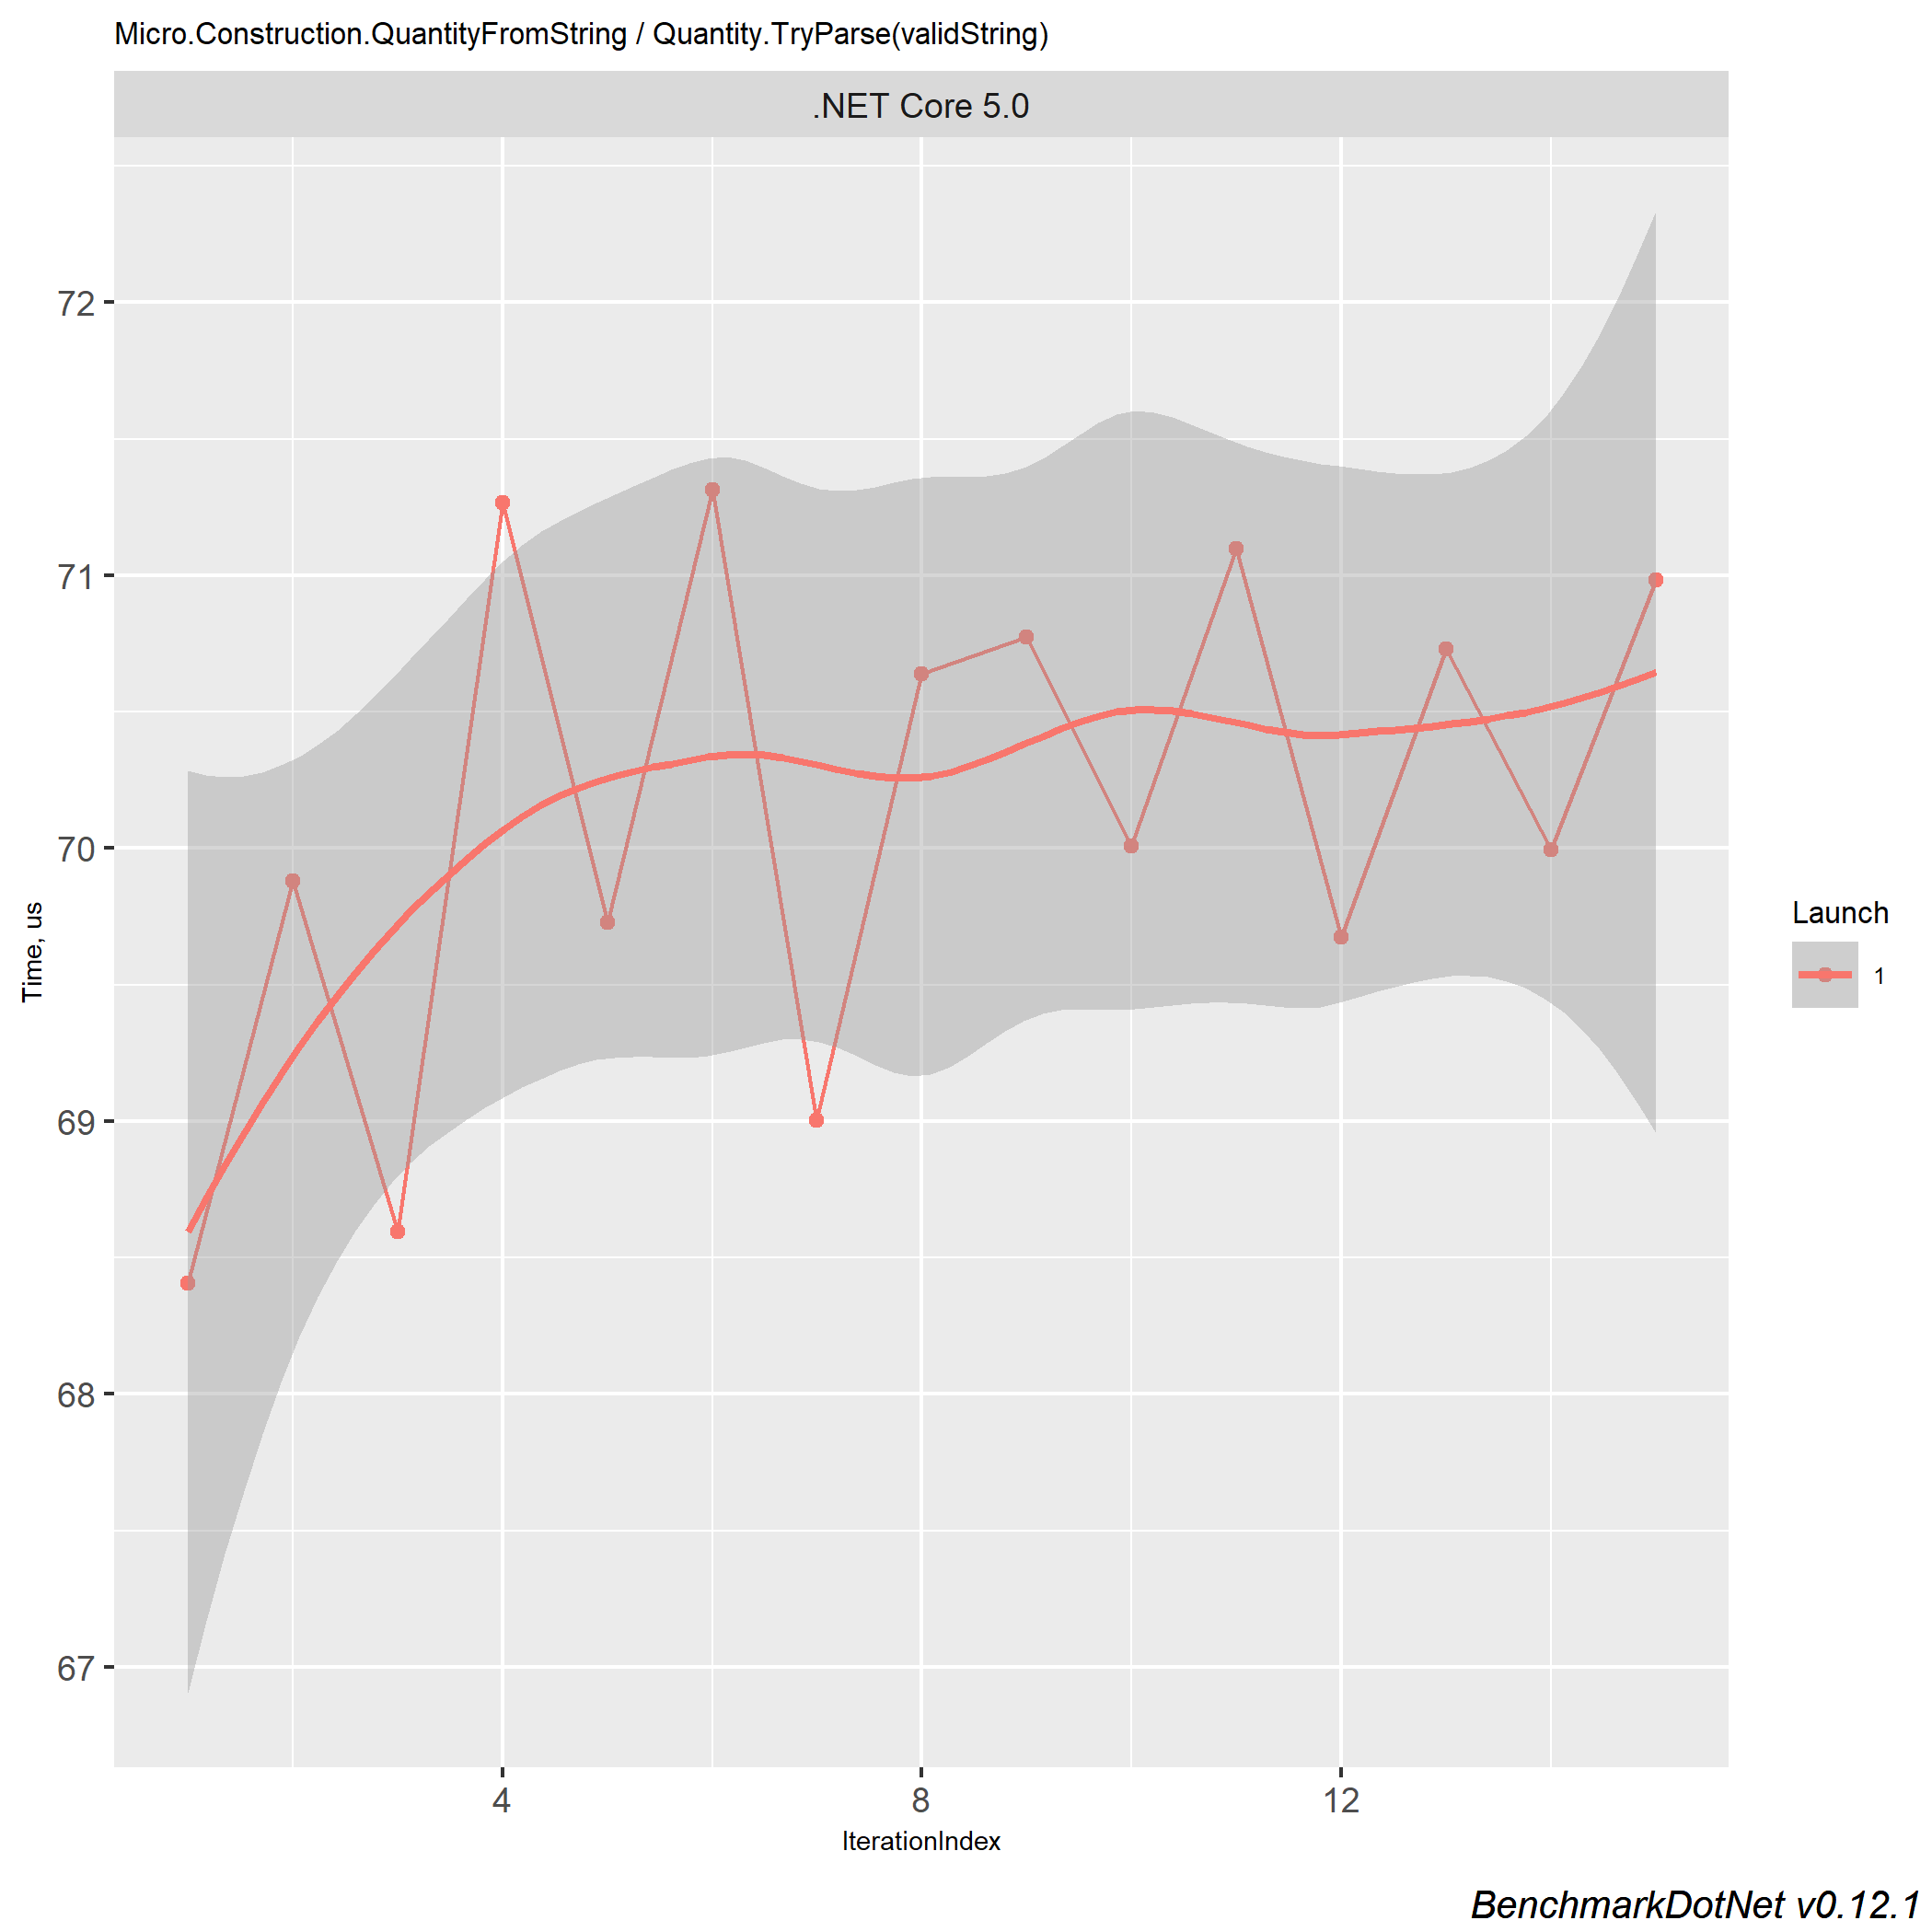 Micro.Construction.QuantityFromString / Quantity.TryParse(validString)
.NET Core 5.0
72
71
70
69
68
67
Time, us
4
8
12
IterationIndex
Launch
1
BenchmarkDotNet v0.12.1